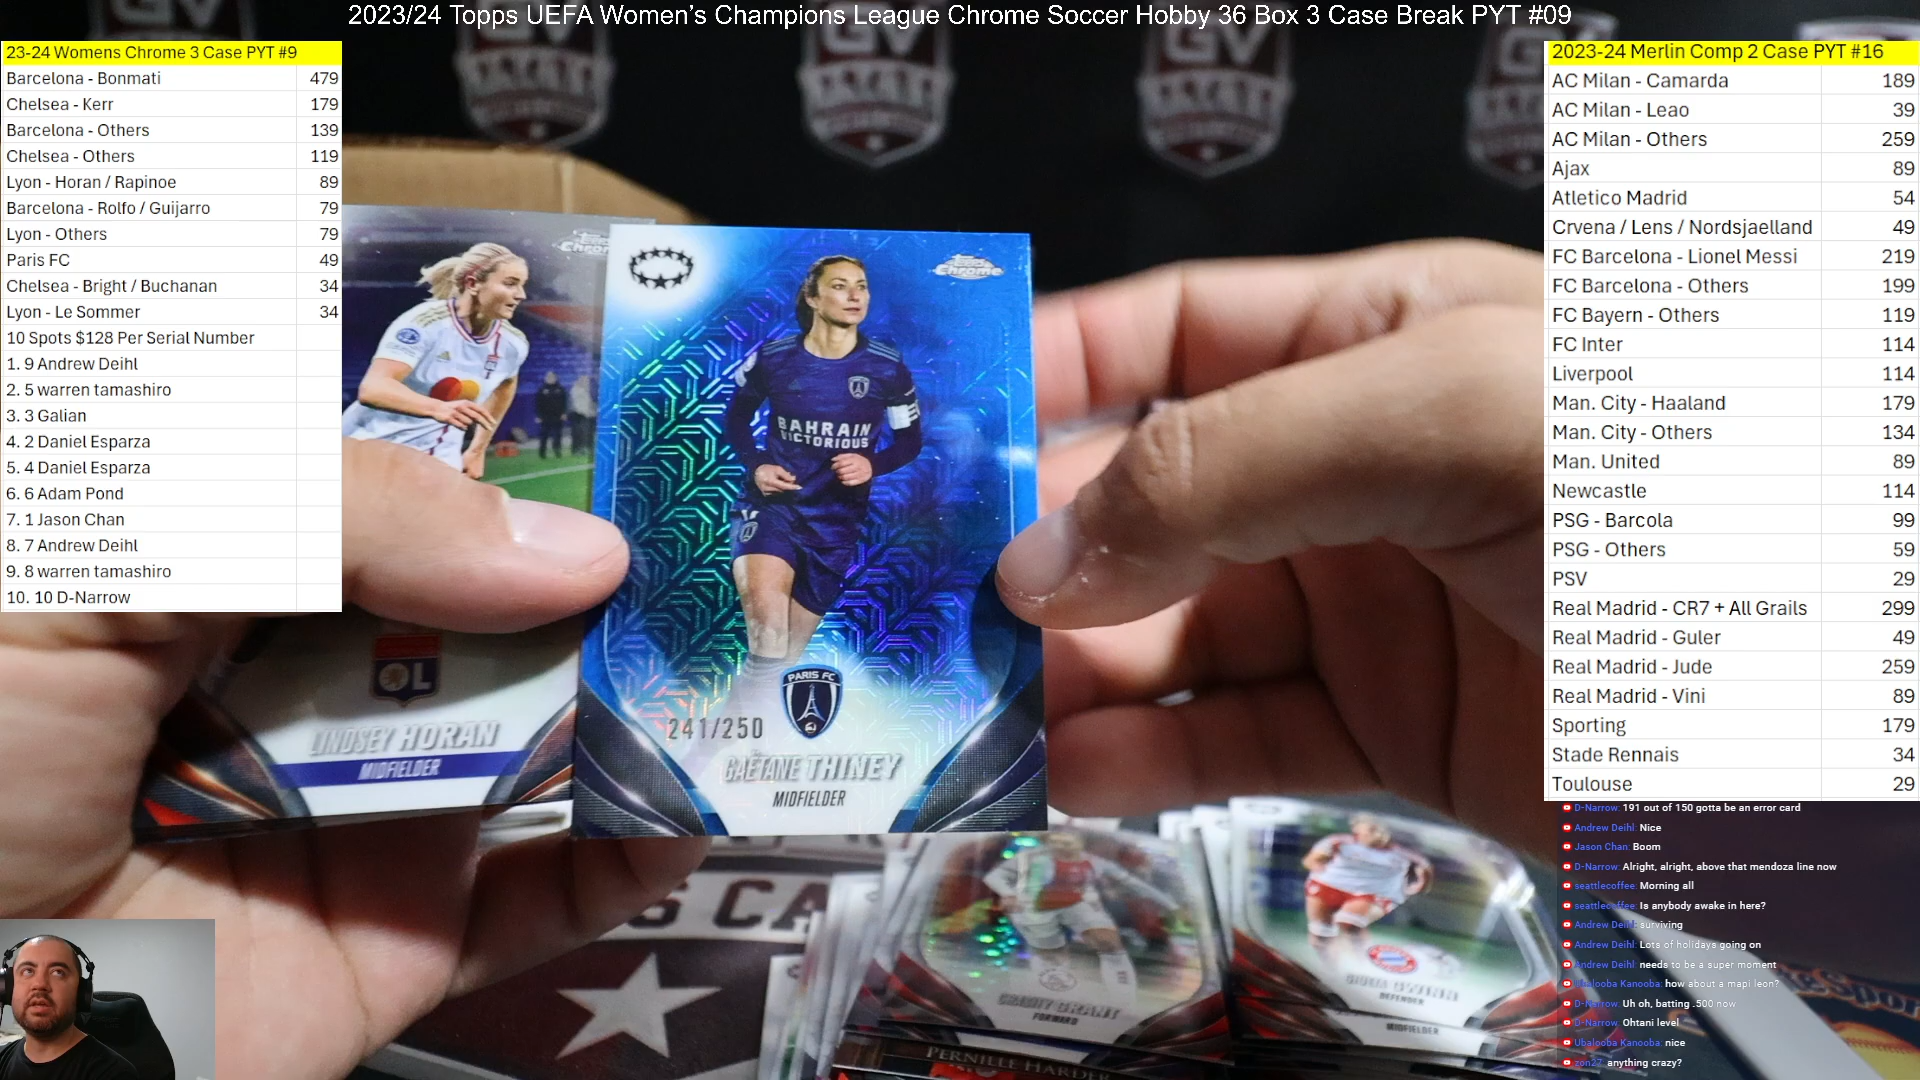 2023/24 Topps UEFA Women's Champions League Chrome Soccer Hobby 36 Box 3 Case Break PYT #09
23-24 Womens Chrome 3 Case PYT #9
Barcelona - Bonmati 479
Chelsea - Kerr 179
Barcelona - Others 139
Chelsea - Others 119
Lyon - Horan / Rapinoe 89
Barcelona - Rolfo / Guijarro 79
Lyon - Others 79
Paris FC 49
Chelsea - Bright / Buchanan 34
Lyon - Le Sommer 34
10 Spots $128 Per Serial Number
1. 9 Andrew Deihl
2. 5 warren tamashiro
3. 3 Galian
4. 2 Daniel Esparza
5. 4 Daniel Esparza
6. 6 Adam Pond
7. 1 Jason Chan
8. 7 Andrew Deihl
9. 8 warren tamashiro
10. 10 D-Narrow
Topps
Chrome
BAHRAIN
VICTORIOUS
PARIS FC
241/250
GAËTANE THINEY
MIDFIELDER
OL
LINDSEY HORAN
MIDFIELDER
FORWARD
PERNILLE HARDER
DEFENDER
MIDFIELDER
2023-24 Merlin Comp 2 Case PYT #16
AC Milan - Camarda 189
AC Milan - Leao 39
AC Milan - Others 259
Ajax 89
Atletico Madrid 54
Crvena / Lens / Nordsjaelland 49
FC Barcelona - Lionel Messi 219
FC Barcelona - Others 199
FC Bayern - Others 119
FC Inter 114
Liverpool 114
Man. City - Haaland 179
Man. City - Others 134
Man. United 89
Newcastle 114
PSG - Barcola 99
PSG - Others 59
PSV 29
Real Madrid - CR7 + All Grails 299
Real Madrid - Guler 49
Real Madrid - Jude 259
Real Madrid - Vini 89
Sporting 179
Stade Rennais 34
Toulouse 29
D-Narrow: 191 out of 150 gotta be an error card
Andrew Deihl: Nice
Jason Chan: Boom
D-Narrow: Alright, alright, above that mendoza line now
seattlecoffee: Morning all
seattlecoffee: Is anybody awake in here?
Andrew Deihl: surviving
Andrew Deihl: Lots of holidays going on
Andrew Deihl: needs to be a super moment
Ubalooba Kanooba: how about a mapi leon?
D-Narrow: Uh oh, batting .500 now
D-Narrow: Ohtani level
Ubalooba Kanooba: nice
zon27: anything crazy?